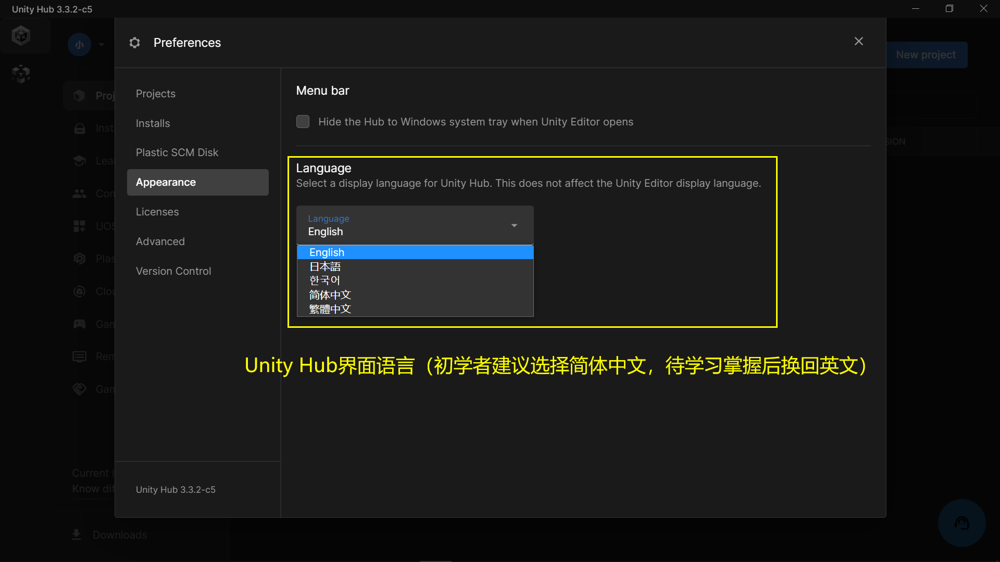 Unity Hub 3.3.2-c5
Preferences
New project
Projects
Installs
Plastic SCM Disk
Appearance
Licenses
Advanced
Version Control
Unity Hub 3.3.2-c5
Menu bar
Hide the Hub to Windows system tray when Unity Editor opens
Language
Select a display language for Unity Hub. This does not affect the Unity Editor display language.
Language
English
English
日本語
한국어
简体中文
繁體中文
Unity Hub界面语言（初学者建议选择简体中文，待学习掌握后换回英文）
Proj
Inst
Lea
Con
UOS
Plas
Clou
Gan
Rem
Gan
SION
Current
Know dif
Downloads